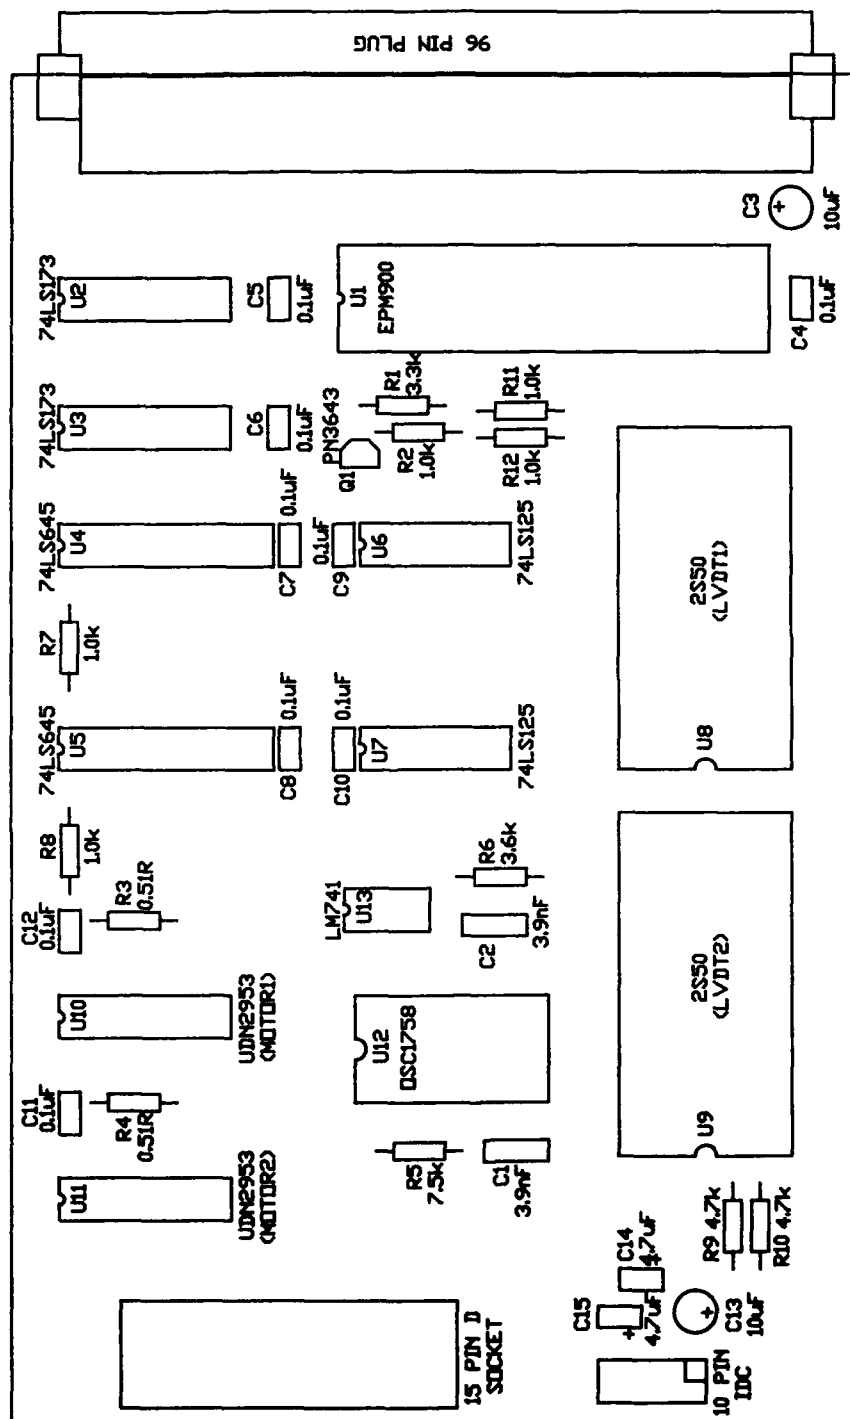 96 PIN PLUG
C3
10uF
74LS173
U2
C5
0.1uF
U1
EPM900
C4
0.1uF
74LS173
U3
C6
0.1uF
PN3643
Q1
R1
3.3k
R2
1.0k
R11
1.0k
R12
1.0k
74LS645
U4
0.1uF
C7
0.1uF
C9
U6
74LS125
2S50
(LVDT1)
U8
R7
1.0k
74LS645
U5
0.1uF
C8
0.1uF
C10
U7
74LS125
R8
1.0k
C12
0.1uF
R3
0.51R
LM741
U13
R6
3.6k
C2
3.9nF
2S50
(LVDT2)
U9
U10
UDN2953
(MOTOR1)
U12
OSC1758
C11
0.1uF
R4
0.51R
R5
7.5k
C1
3.9nF
U11
UDN2953
(MOTOR2)
R9 4.7k
R10 4.7k
C14
4.7uF
C15
4.7uF
C13
10uF
15 PIN D
SOCKET
10 PIN
IDC